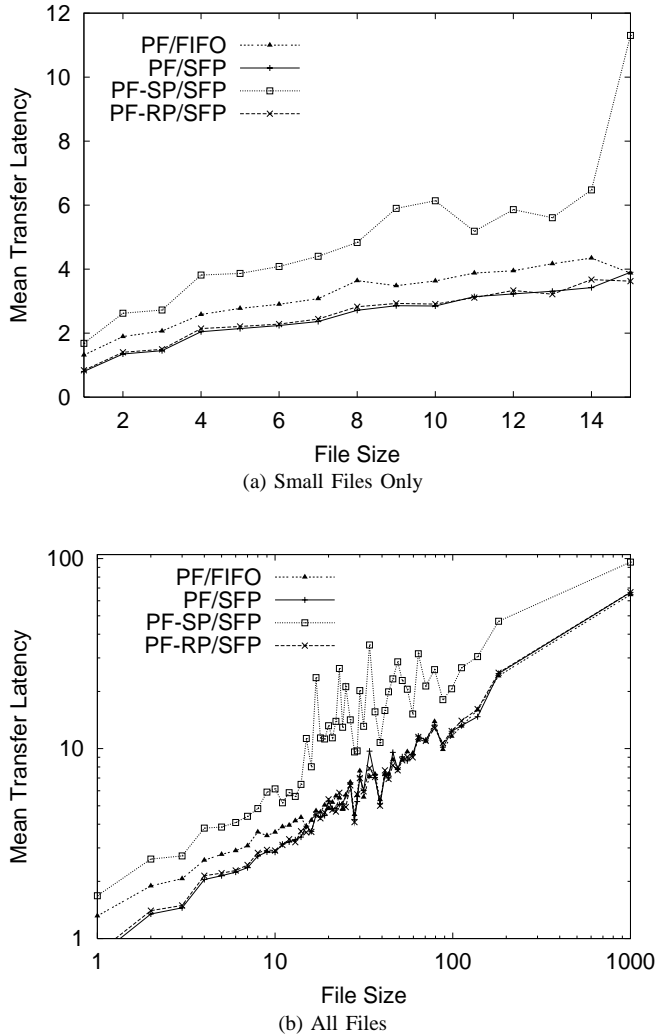 12
10
8
6
4
2
0
Mean Transfer Latency
PF/FIFO
PF/SFP
PF-SP/SFP
PF-RP/SFP
2 4 6 8 10 12 14
File Size
(a) Small Files Only
100
10
1
Mean Transfer Latency
PF/FIFO
PF/SFP
PF-SP/SFP
PF-RP/SFP
1 10 100 1000
File Size
(b) All Files